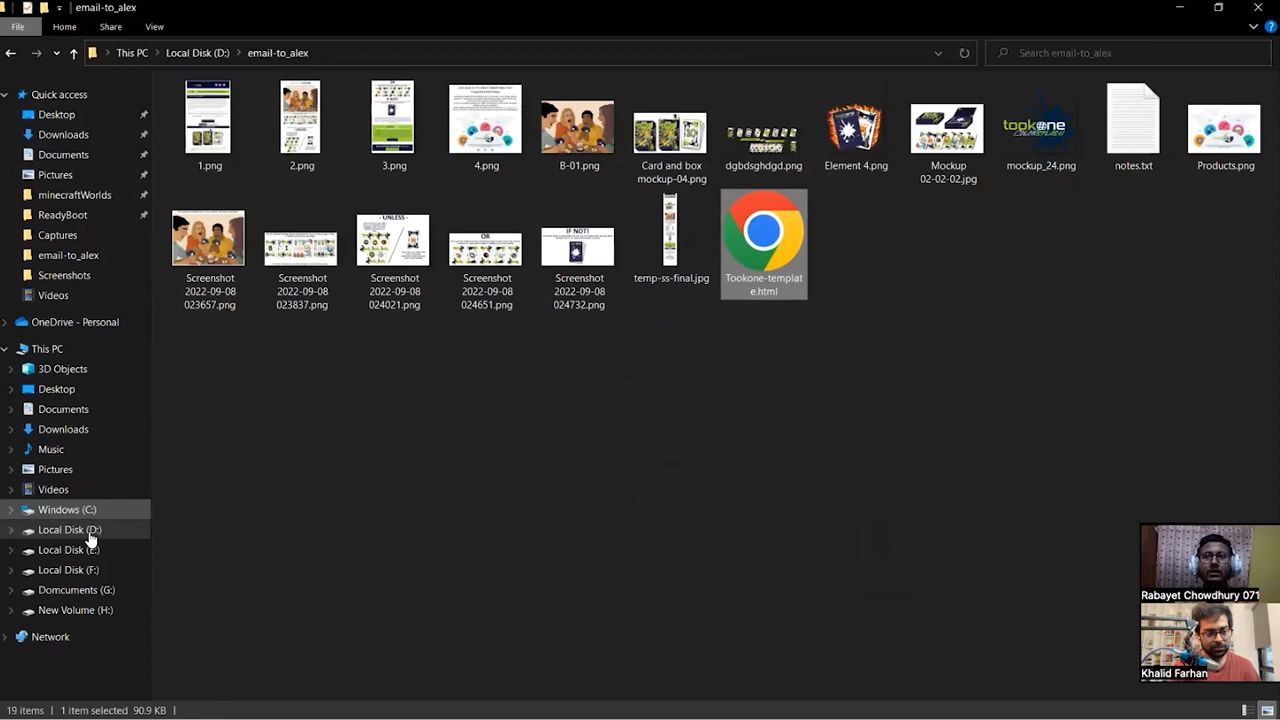 email-to_alex
File
Home
Share
View
This PC
Local Disk (D:)
email-to_alex
Search email-to_alex
1.png
2.png
3.png
4.png
B-01.png
Card and box
mockup-04.png
dgbdsghdgd.png
Element 4.png
Mockup
02-02-02.jpg
mockup_24.png
notes.txt
Products.png
tookone
- UNLESS -
OR
IF NOT!
Screenshot
2022-09-08
023657.png
Screenshot
2022-09-08
023837.png
Screenshot
2022-09-08
024021.png
Screenshot
2022-09-08
024651.png
Screenshot
2022-09-08
024732.png
temp-ss-final.jpg
Tookone-templat
e.html
Quick access
Desktop
Downloads
Documents
Pictures
minecraftWorlds
ReadyBoot
Captures
email-to_alex
Screenshots
Videos
OneDrive - Personal
This PC
3D Objects
Desktop
Documents
Downloads
Music
Pictures
Videos
Windows (C:)
Local Disk (D:)
Local Disk (E:)
Local Disk (F:)
Domcuments (G:)
New Volume (H:)
Network
Rabayet Chowdhury 071
Khalid Farhan
19 items
1 item selected 90.9 KB